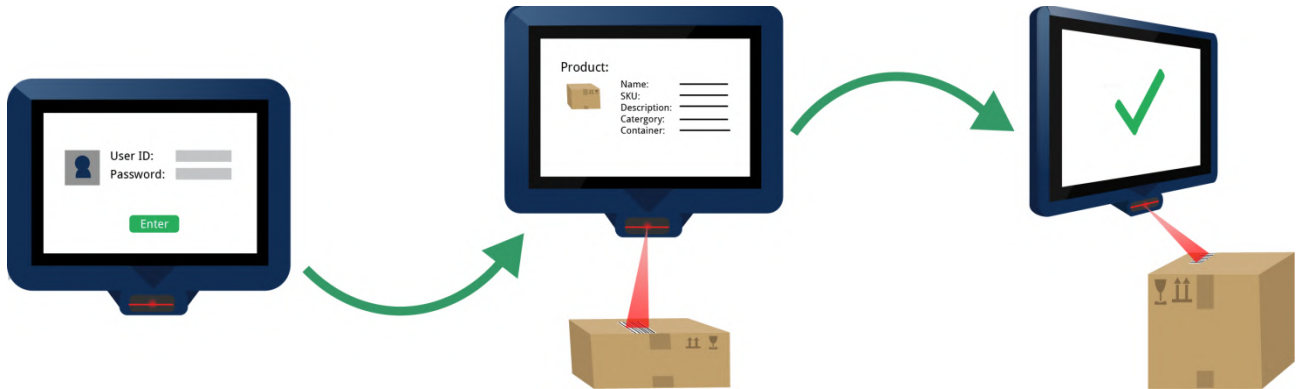 User ID:
Password:
Enter
Product:
Name:
SKU:
Description:
Catergory:
Container: